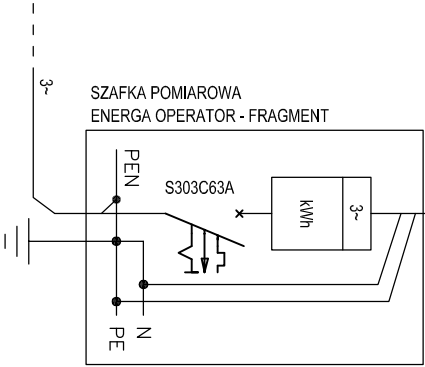 3~
SZAFKA POMIAROWA
ENERGA OPERATOR - FRAGMENT
PEN
S303C63A
kWh
3~
PE
N